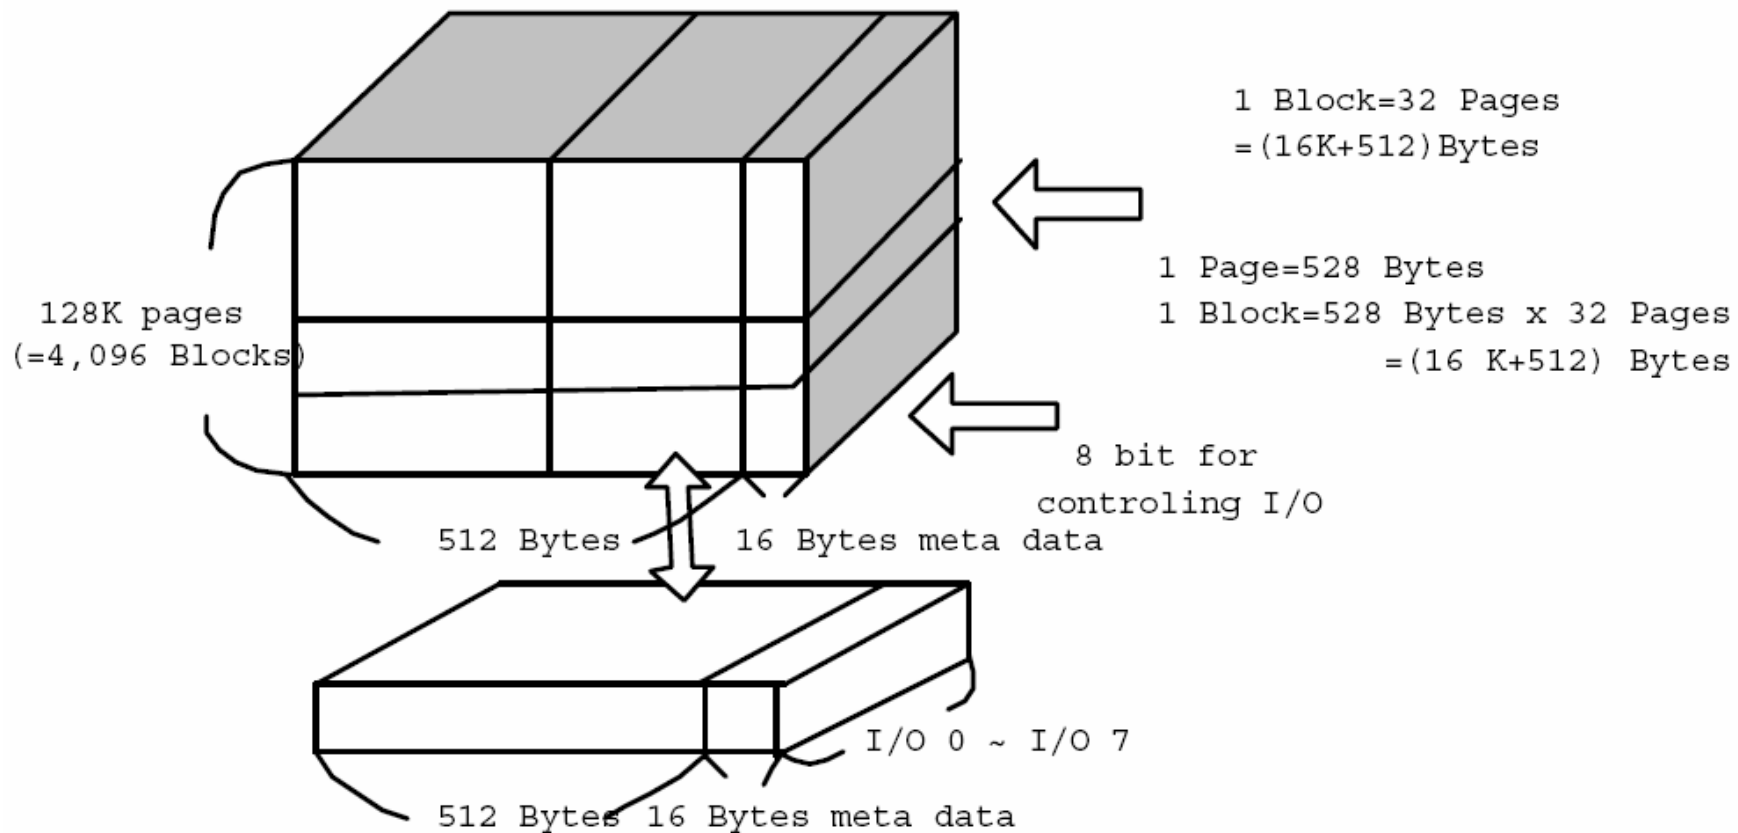 1 Block=32 Pages
=(16K+512)Bytes
1 Page=528 Bytes
1 Block=528 Bytes x 32 Pages
=(16 K+512) Bytes
128K pages
(=4,096 Blocks)
8 bit for
controling I/O
512 Bytes
16 Bytes meta data
I/O 0 ~ I/O 7
512 Bytes
16 Bytes meta data